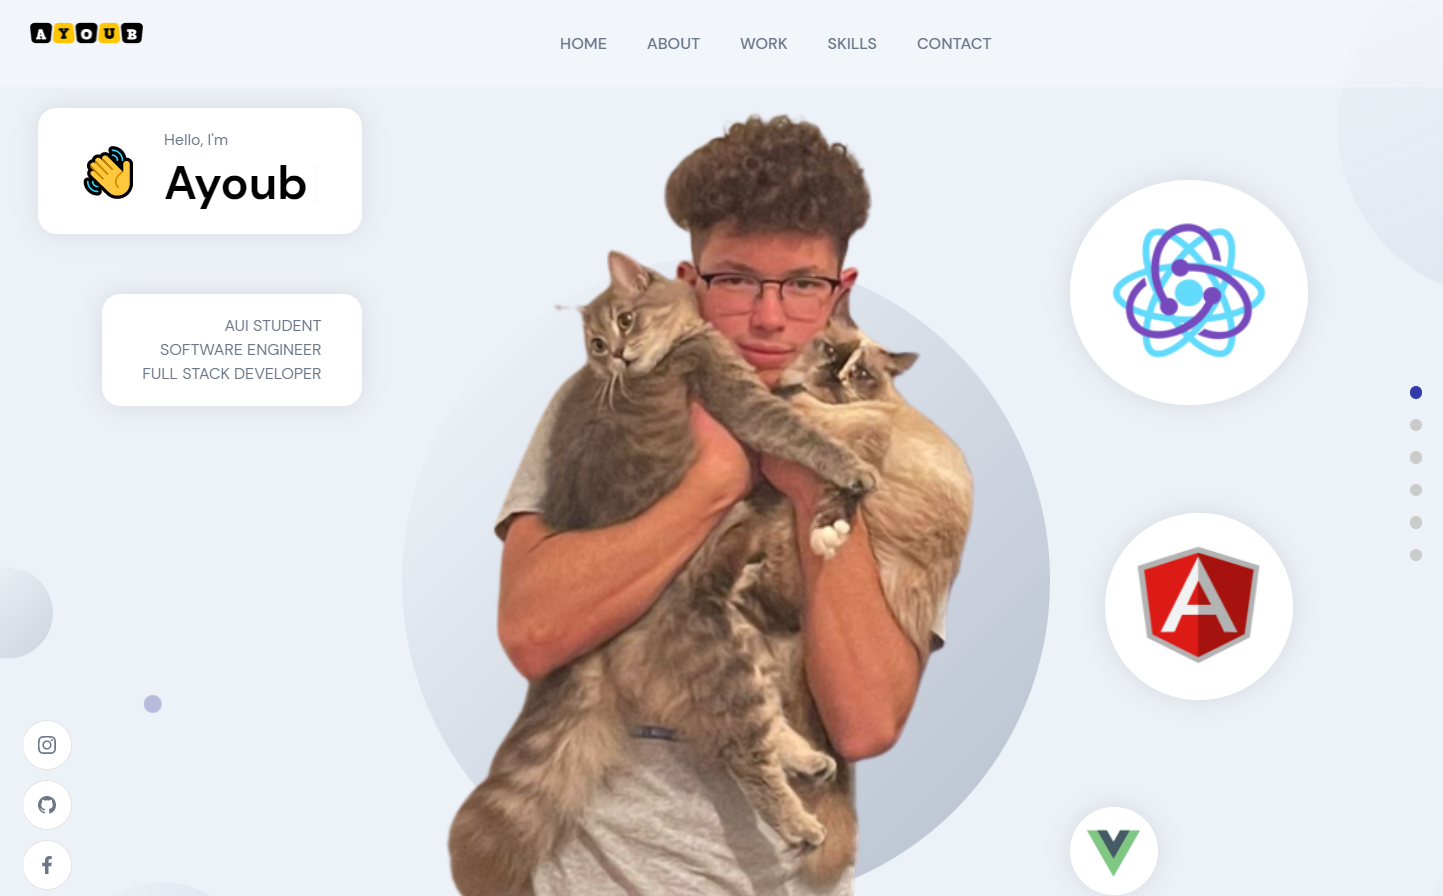 AYOUB
HOME ABOUT WORK SKILLS CONTACT
Hello, I'm
Ayoub
AUI STUDENT
SOFTWARE ENGINEER
FULL STACK DEVELOPER
A